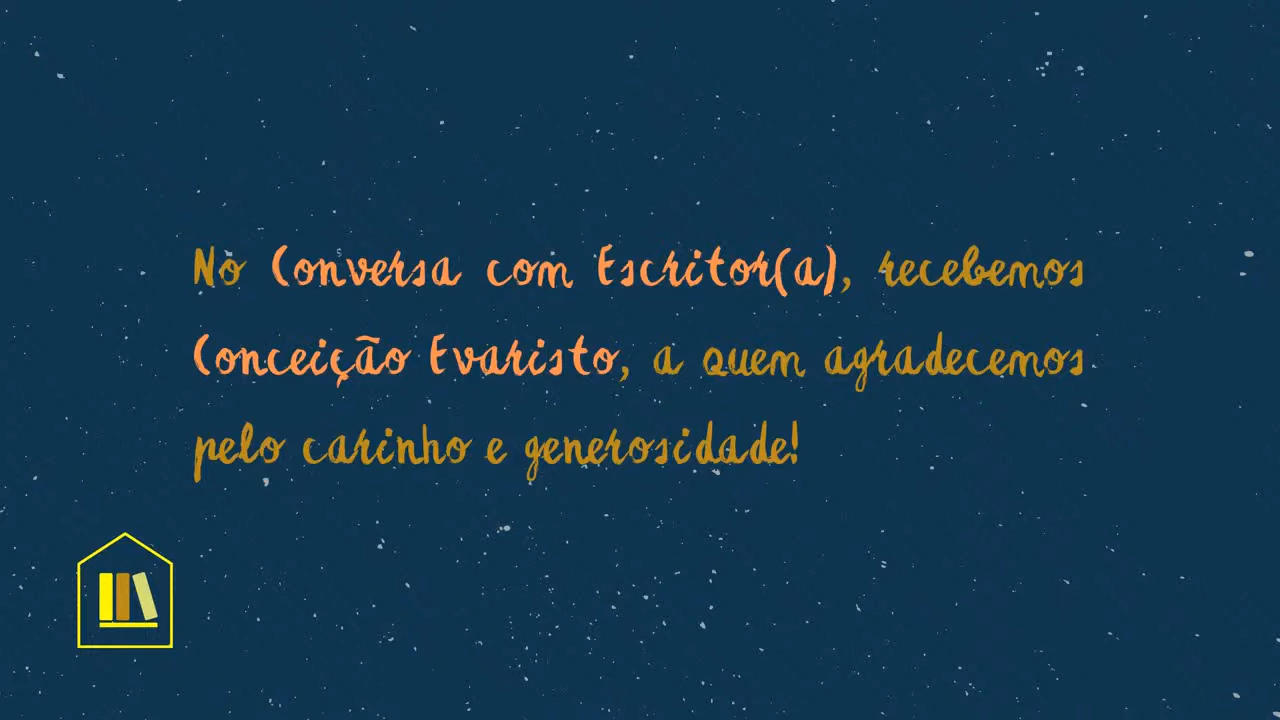 No Conversa com Escritor(a), recebemos
Conceição Evaristo, a quem agradecemos
pelo carinho e generosidade!